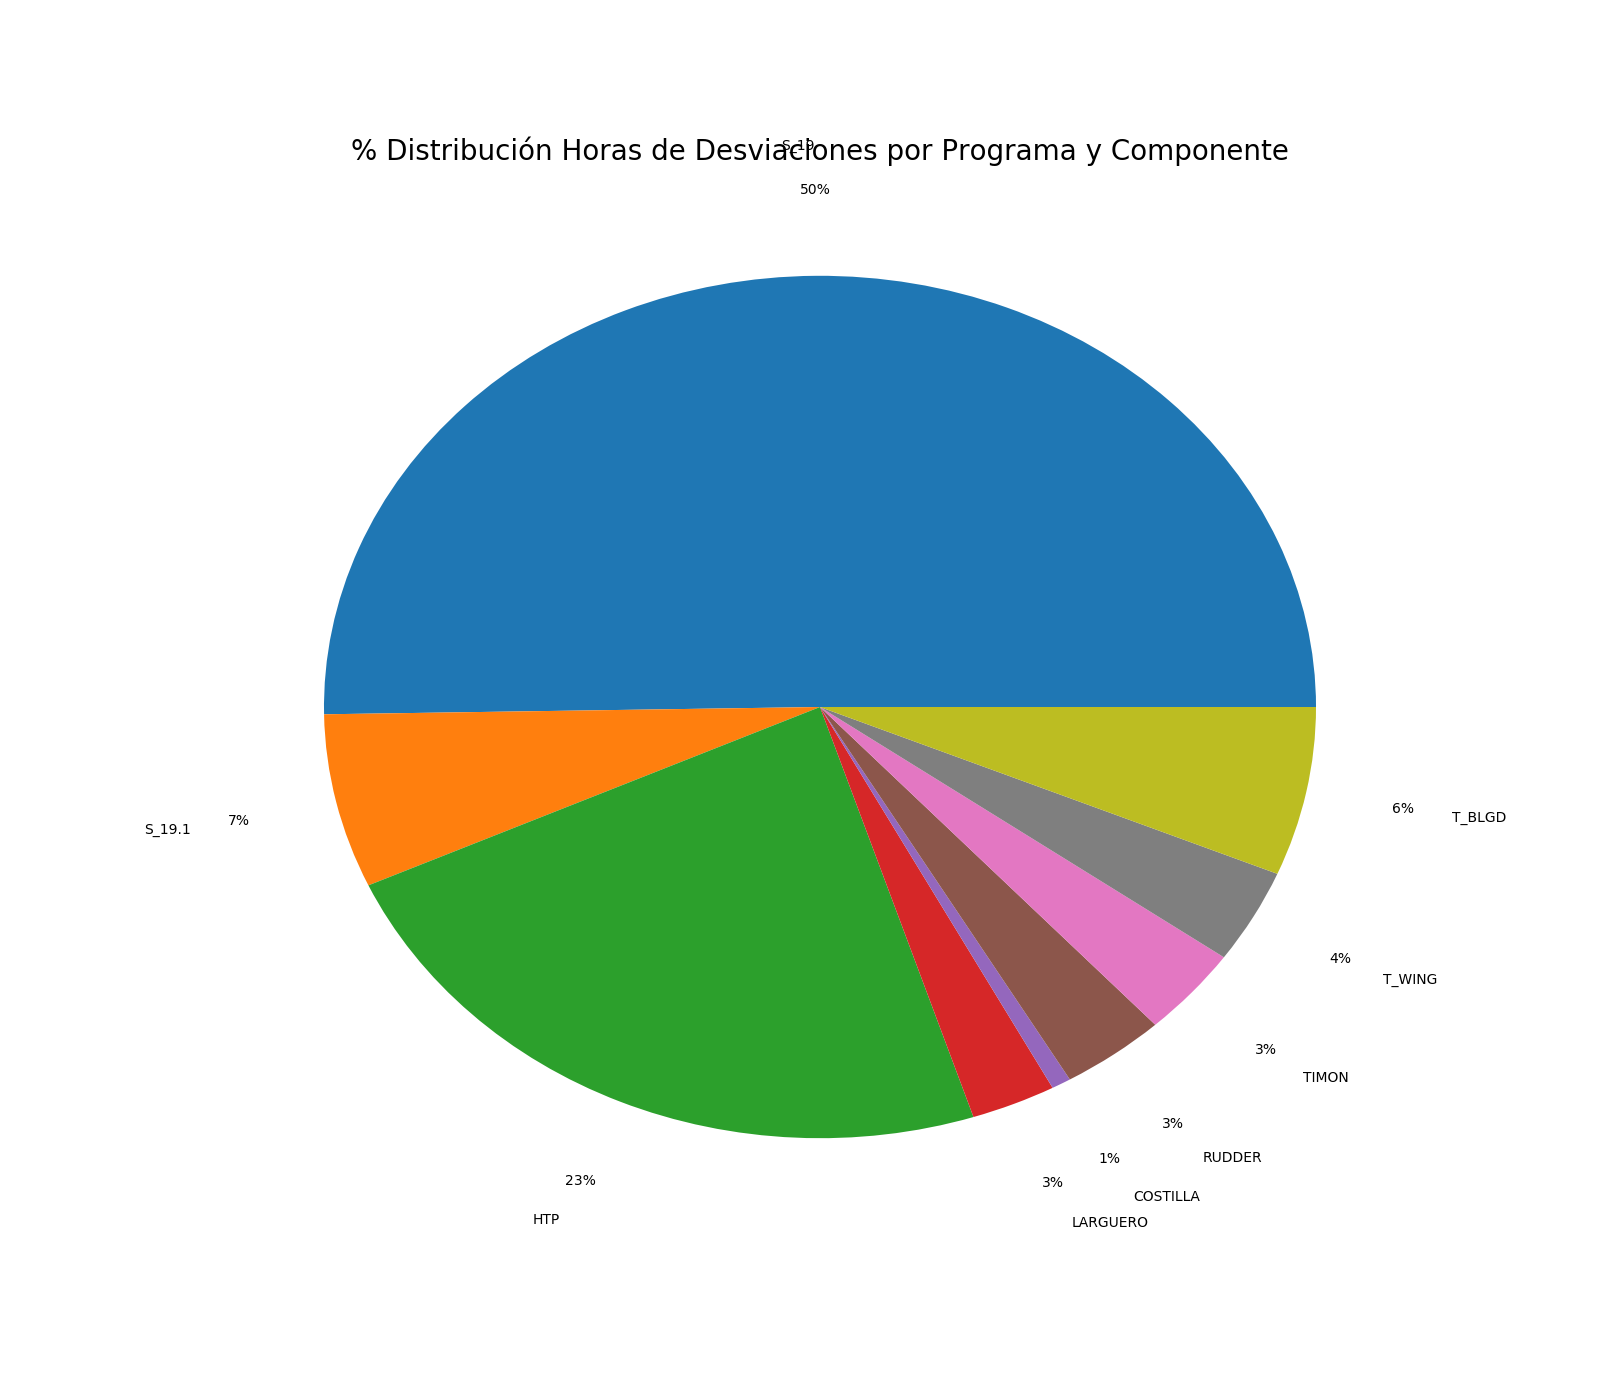 % Distribución Horas de Desviaciones por Programa y Componente
S_19
50%
6%
T_BLGD
S_19.1
7%
4%
T_WING
3%
TIMON
3%
RUDDER
1%
COSTILLA
3%
LARGUERO
23%
HTP